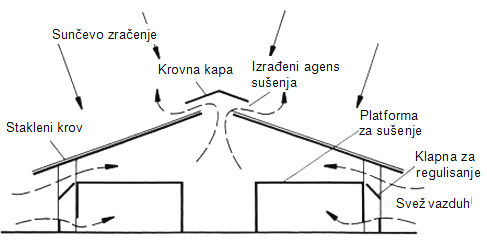 Sunčevo zračenje
Krovna kapa
Izrađeni agens
sušenja
Stakleni krov
Platforma
za sušenje
Klapna za
regulisanje
Svež vazduh